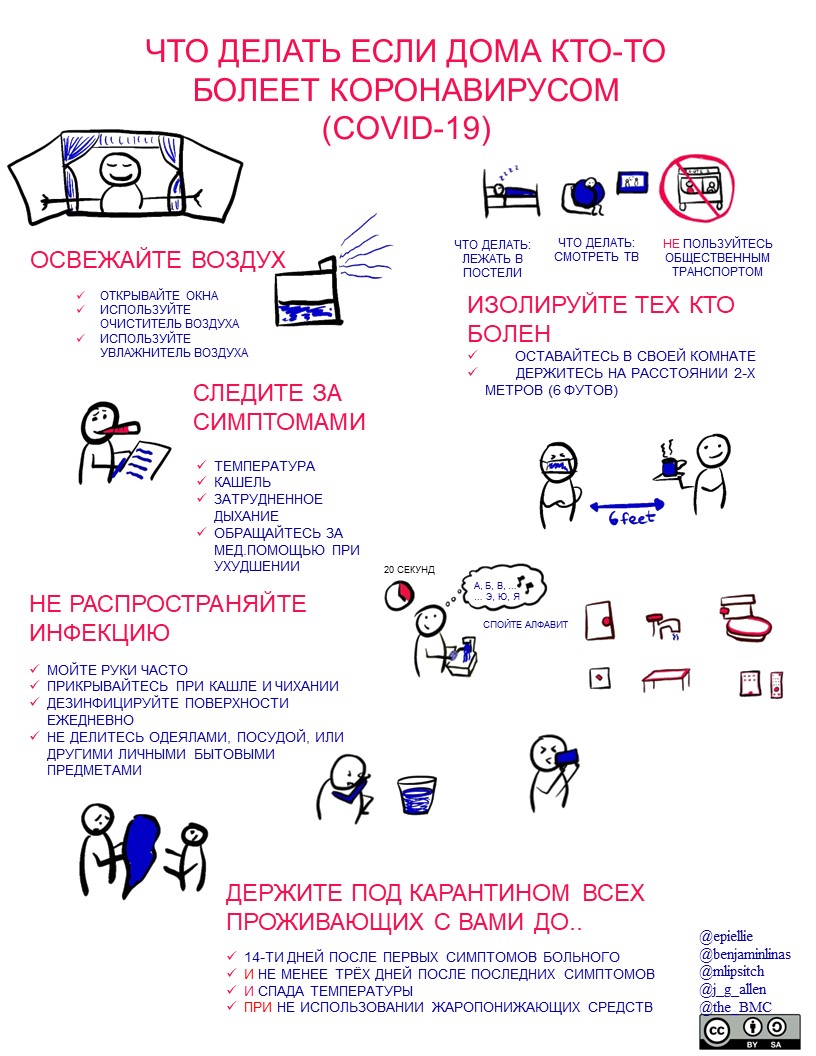 ЧТО ДЕЛАТЬ ЕСЛИ ДОМА КТО-ТО
БОЛЕЕТ КОРОНАВИРУСОМ
(COVID-19)
zzzz
ЧТО ДЕЛАТЬ:
ЛЕЖАТЬ В
ПОСТЕЛИ
ЧТО ДЕЛАТЬ:
СМОТРЕТЬ ТВ
НЕ ПОЛЬЗУЙТЕСЬ
ОБЩЕСТВЕННЫМ
ТРАНСПОРТОМ
ОСВЕЖАЙТЕ ВОЗДУХ
✓ ОТКРЫВАЙТЕ ОКНА
✓ ИСПОЛЬЗУЙТЕ
ОЧИСТИТЕЛЬ ВОЗДУХА
✓ ИСПОЛЬЗУЙТЕ
УВЛАЖНИТЕЛЬ ВОЗДУХА
ИЗОЛИРУЙТЕ ТЕХ КТО
БОЛЕН
✓ ОСТАВАЙТЕСЬ В СВОЕЙ КОМНАТЕ
✓ ДЕРЖИТЕСЬ НА РАССТОЯНИИ 2-Х
МЕТРОВ (6 ФУТОВ)
6 feet
СЛЕДИТЕ ЗА
СИМПТОМАМИ
✓ ТЕМПЕРАТУРА
✓ КАШЕЛЬ
✓ ЗАТРУДНЕННОЕ
ДЫХАНИЕ
✓ ОБРАЩАЙТЕСЬ ЗА
МЕД.ПОМОЩЬЮ ПРИ
УХУДШЕНИИ
20 СЕКУНД
А, Б, В, ...
... Э, Ю, Я
СПОЙТЕ АЛФАВИТ
НЕ РАСПРОСТРАНЯЙТЕ
ИНФЕКЦИЮ
✓ МОЙТЕ РУКИ ЧАСТО
✓ ПРИКРЫВАЙТЕСЬ ПРИ КАШЛЕ И ЧИХАНИИ
✓ ДЕЗИНФИЦИРУЙТЕ ПОВЕРХНОСТИ
ЕЖЕДНЕВНО
✓ НЕ ДЕЛИТЕСЬ ОДЕЯЛАМИ, ПОСУДОЙ, ИЛИ
ДРУГИМИ ЛИЧНЫМИ БЫТОВЫМИ
ПРЕДМЕТАМИ
ДЕРЖИТЕ ПОД КАРАНТИНОМ ВСЕХ
ПРОЖИВАЮЩИХ С ВАМИ ДО..
✓ 14-ТИ ДНЕЙ ПОСЛЕ ПЕРВЫХ СИМПТОМОВ БОЛЬНОГО
✓ И НЕ МЕНЕЕ ТРЁХ ДНЕЙ ПОСЛЕ ПОСЛЕДНИХ СИМПТОМОВ
✓ И СПАДА ТЕМПЕРАТУРЫ
✓ ПРИ НЕ ИСПОЛЬЗОВАНИИ ЖАРОПОНИЖАЮЩИХ СРЕДСТВ
@epiellie
@benjaminlinas
@mlipsitch
@j_g_allen
@the_BMC
cc BY SA